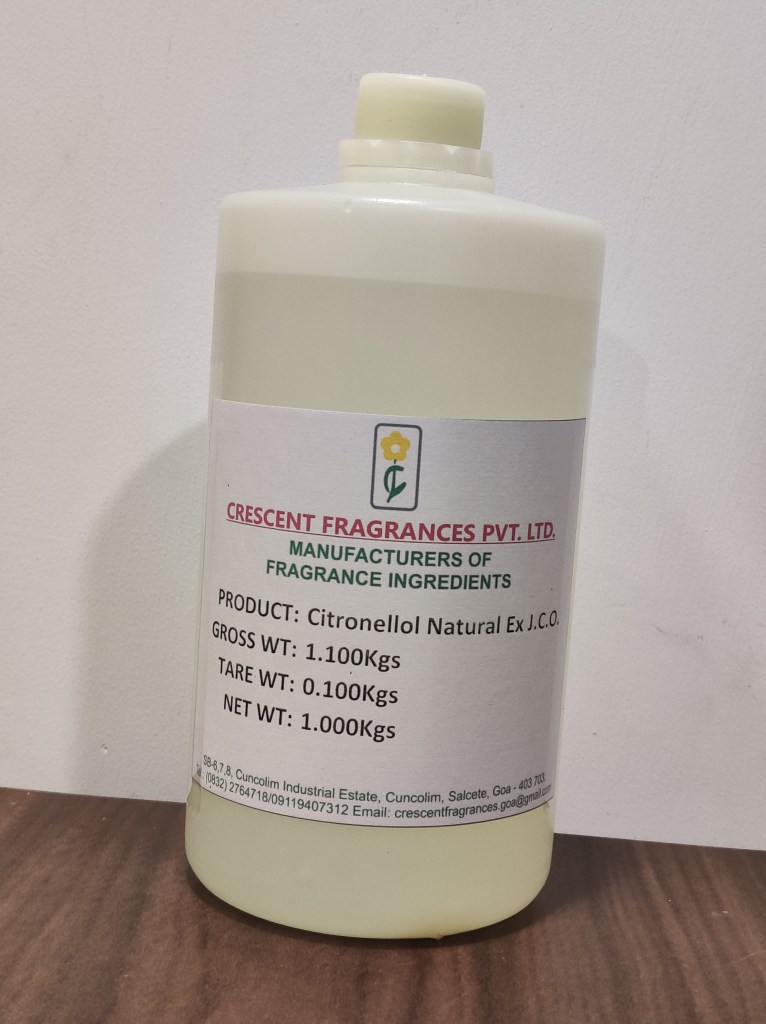 CRESCENT FRAGRANCES PVT. LTD.
MANUFACTURERS OF
FRAGRANCE INGREDIENTS
PRODUCT: Citronellol Natural Ex J.C.O.
GROSS WT: 1.100Kgs
TARE WT: 0.100Kgs
NET WT: 1.000Kgs
SB-6,7,8, Cuncolim Industrial Estate, Cuncolim, Salcete, Goa - 403 703.
Tel : (0832) 2764718/09119407312 Email: crescentfragrances.goa@gmail.com